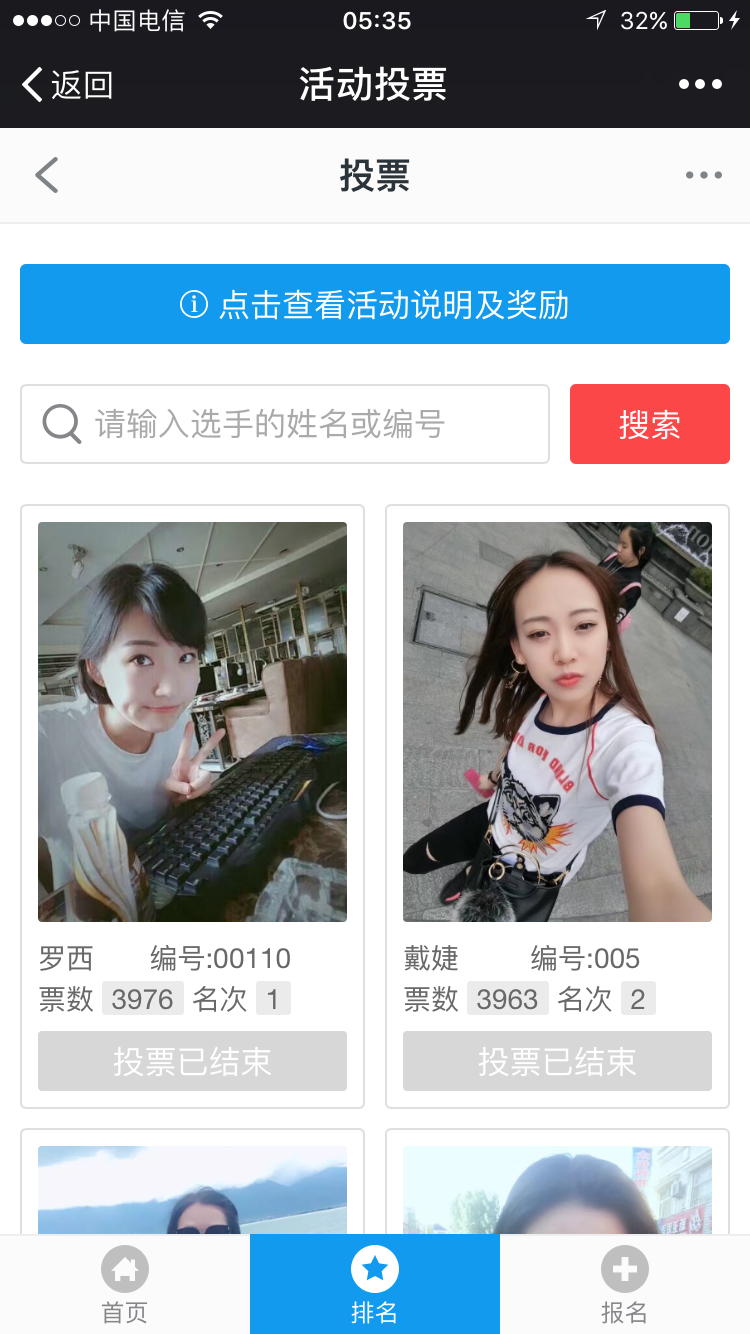 中国电信 05:35 32%
返回 活动投票
投票
点击查看活动说明及奖励
请输入选手的姓名或编号 搜索
罗西 编号:00110
票数 3976 名次 1
投票已结束
戴婕 编号:005
票数 3963 名次 2
投票已结束
首页 排名 报名